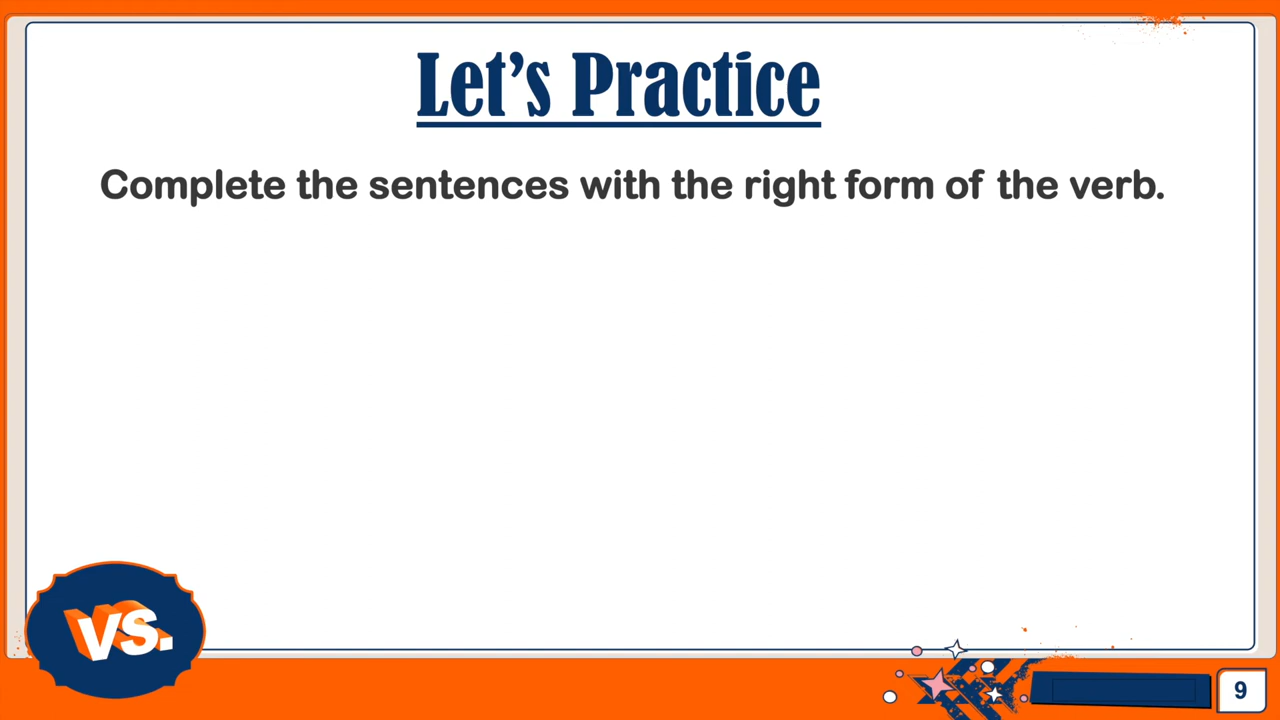 Let's Practice
Complete the sentences with the right form of the verb.
VS.
9